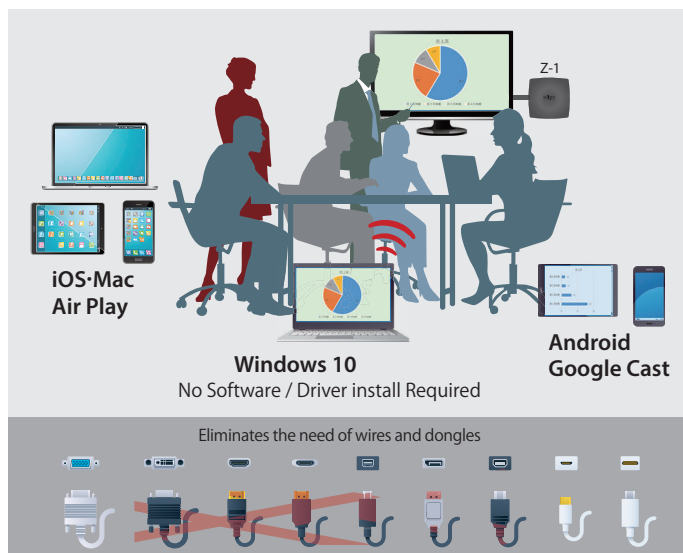 Z-1
iOS·Mac
Air Play
Windows 10
No Software / Driver install Required
Android
Google Cast
Eliminates the need of wires and dongles